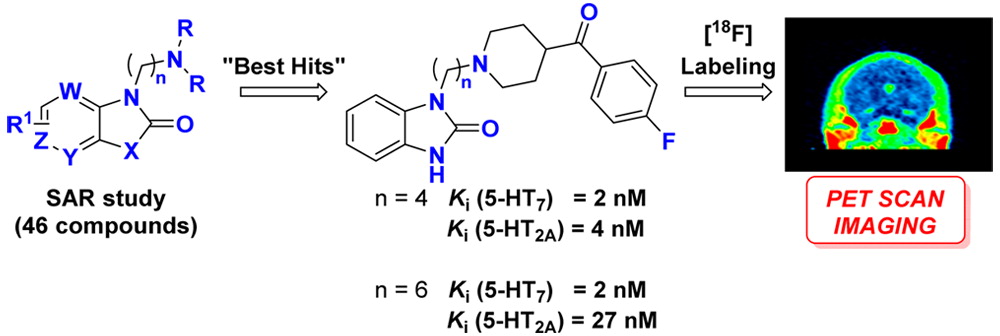 R
N
R
( )n
W
N
R¹
Z
Y
X
O
SAR study
(46 compounds)
"Best Hits"
O
( )n
N
N
O
N
H
F
n = 4 Ki (5-HT7) = 2 nM
Ki (5-HT2A) = 4 nM
n = 6 Ki (5-HT7) = 2 nM
Ki (5-HT2A) = 27 nM
[18F]
Labeling
PET SCAN
IMAGING